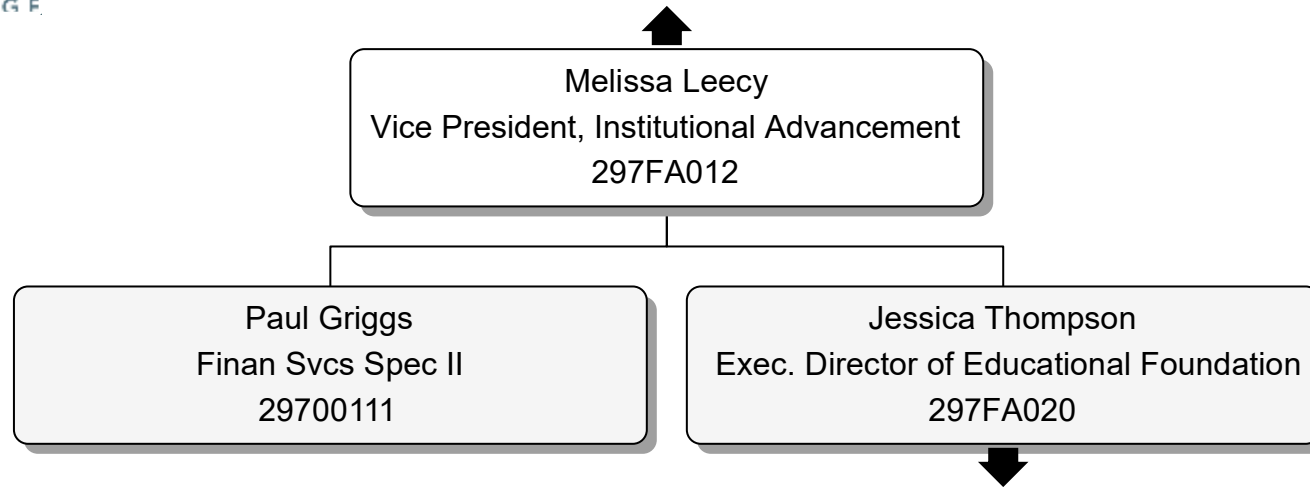 G E
Melissa Leecy
Vice President, Institutional Advancement
297FA012
Paul Griggs
Finan Svcs Spec II
29700111
Jessica Thompson
Exec. Director of Educational Foundation
297FA020